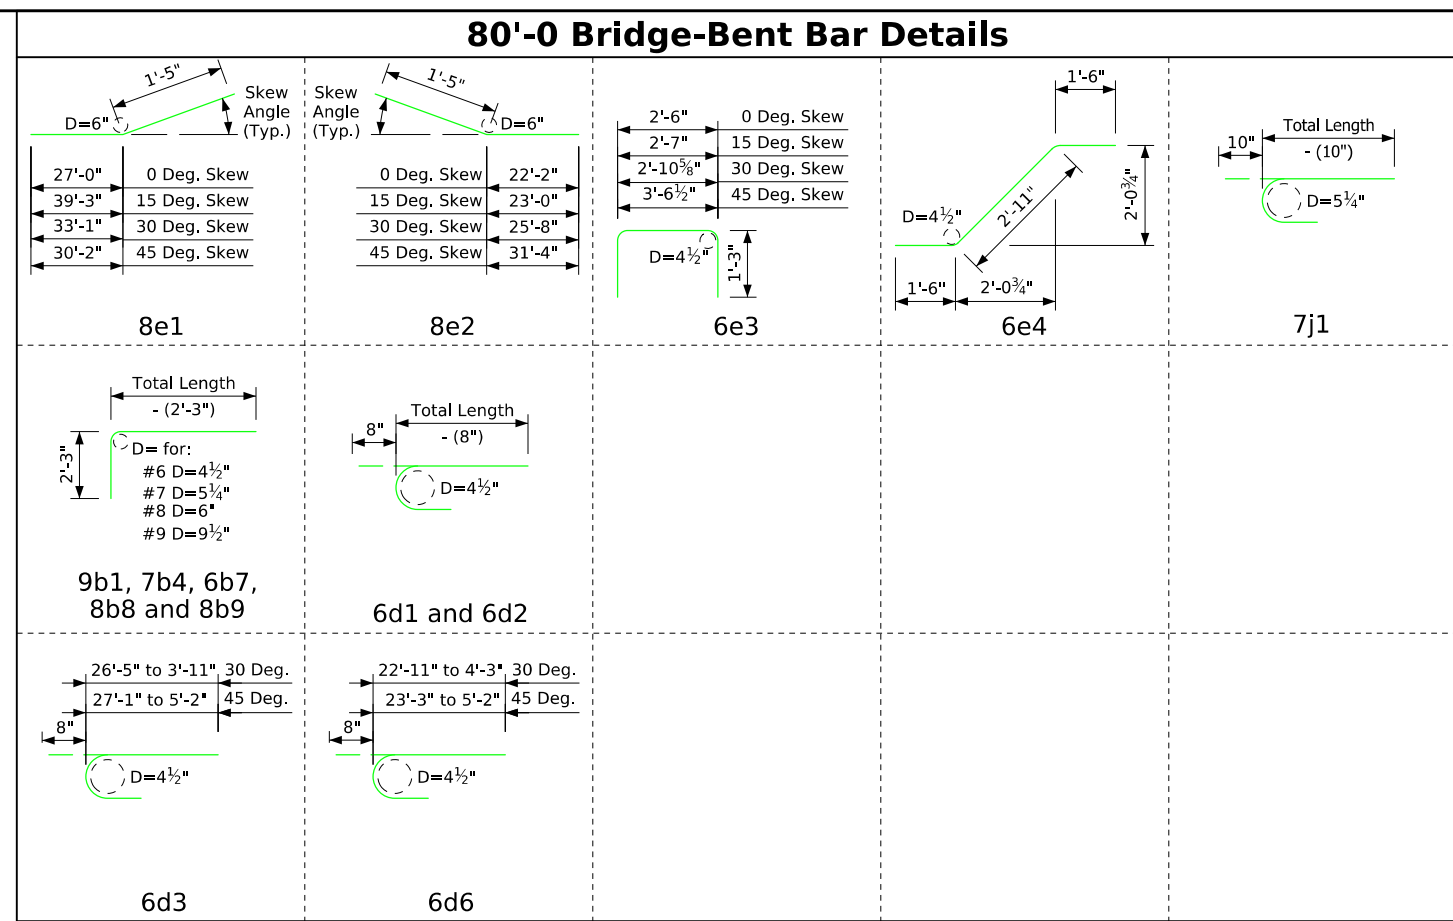 80'-0 Bridge-Bent Bar Details
1'-5"
D=6"
Skew
Angle
(Typ.)
27'-0" 0 Deg. Skew
39'-3" 15 Deg. Skew
33'-1" 30 Deg. Skew
30'-2" 45 Deg. Skew
8e1
1'-5"
Skew
Angle
(Typ.)
D=6"
0 Deg. Skew 22'-2"
15 Deg. Skew 23'-0"
30 Deg. Skew 25'-8"
45 Deg. Skew 31'-4"
8e2
2'-6" 0 Deg. Skew
2'-7" 15 Deg. Skew
2'-10⅝" 30 Deg. Skew
3'-6½" 45 Deg. Skew
D=4½"
1'-3"
6e3
1'-6"
D=4½"
2'-11"
2'-0¾"
1'-6"
2'-0¾"
6e4
Total Length
10"
- (10")
D=5¼"
7j1
Total Length
- (2'-3")
2'-3"
D= for:
#6 D=4½"
#7 D=5¼"
#8 D=6"
#9 D=9½"
9b1, 7b4, 6b7,
8b8 and 8b9
Total Length
8"
- (8")
D=4½"
6d1 and 6d2
26'-5" to 3'-11" 30 Deg.
27'-1" to 5'-2" 45 Deg.
8"
D=4½"
6d3
22'-11" to 4'-3" 30 Deg.
23'-3" to 5'-2" 45 Deg.
8"
D=4½"
6d6